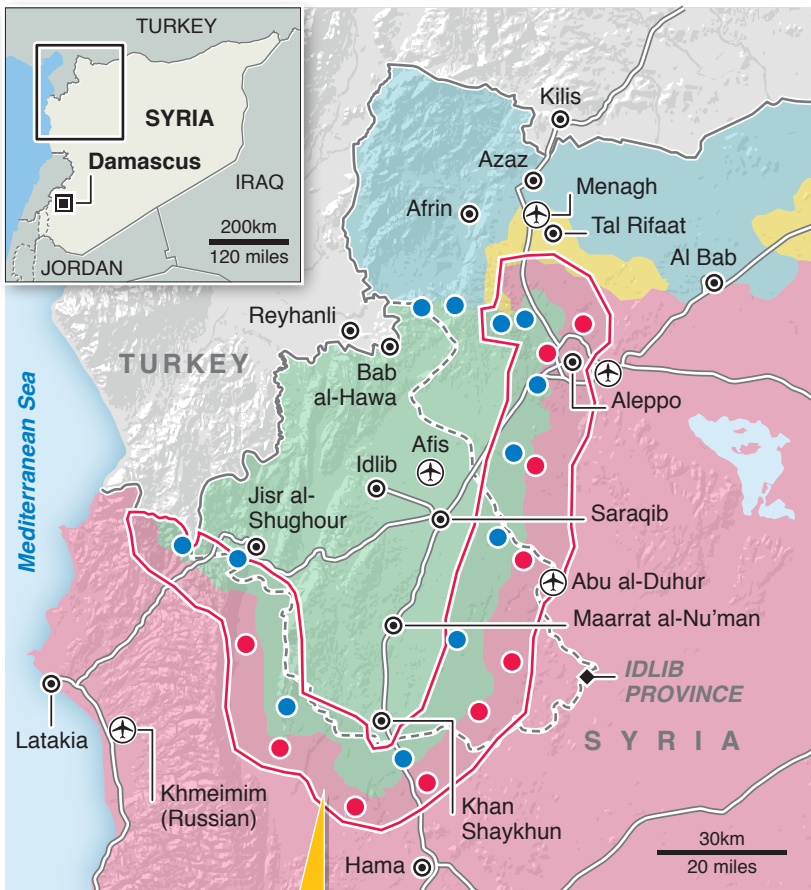 TURKEY
SYRIA
Damascus
IRAQ
200km
120 miles
JORDAN
Kilis
Azaz
Menagh
Afrin
Tal Rifaat
Al Bab
Reyhanli
TURKEY
Bab
al-Hawa
Aleppo
Mediterranean Sea
Afis
Idlib
Jisr al-
Shughour
Saraqib
Abu al-Duhur
Maarrat al-Nu'man
IDLIB
PROVINCE
Latakia
SYRIA
Khmeimim
(Russian)
Khan
Shaykhun
Hama
30km
20 miles